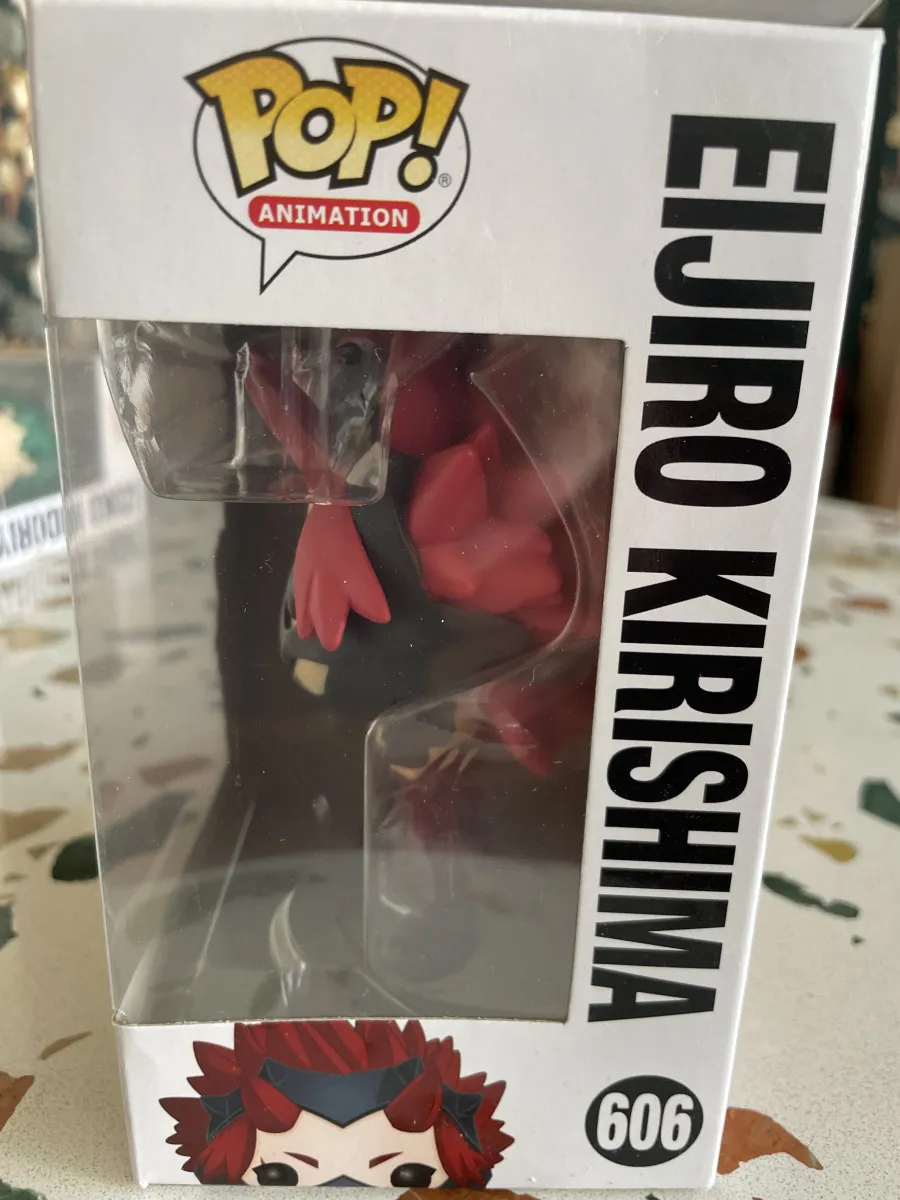 POP!
®
ANIMATION
EIJIRO KIRISHIMA
606